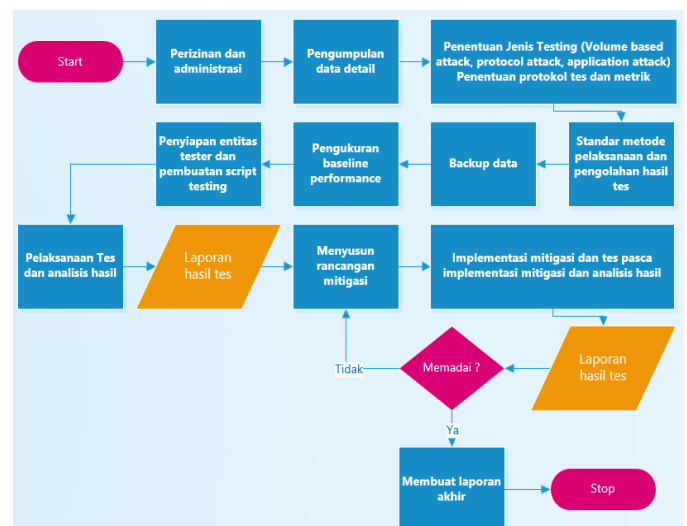 Start
Perizinan dan
administrasi
Pengumpulan
data detail
Penentuan Jenis Testing (Volume based
attack, protocol attack, application attack)
Penentuan protokol tes dan metrik
Standar metode
pelaksanaan dan
pengolahan hasil
tes
Backup data
Pengukuran
baseline
performance
Penyiapan entitas
tester dan
pembuatan script
testing
Pelaksanaan Tes
dan analisis hasil
Laporan
hasil tes
Menyusun
rancangan
mitigasi
Implementasi mitigasi dan tes pasca
implementasi mitigasi dan analisis hasil
Laporan
hasil tes
Memadai ?
Tidak
Ya
Membuat laporan
akhir
Stop